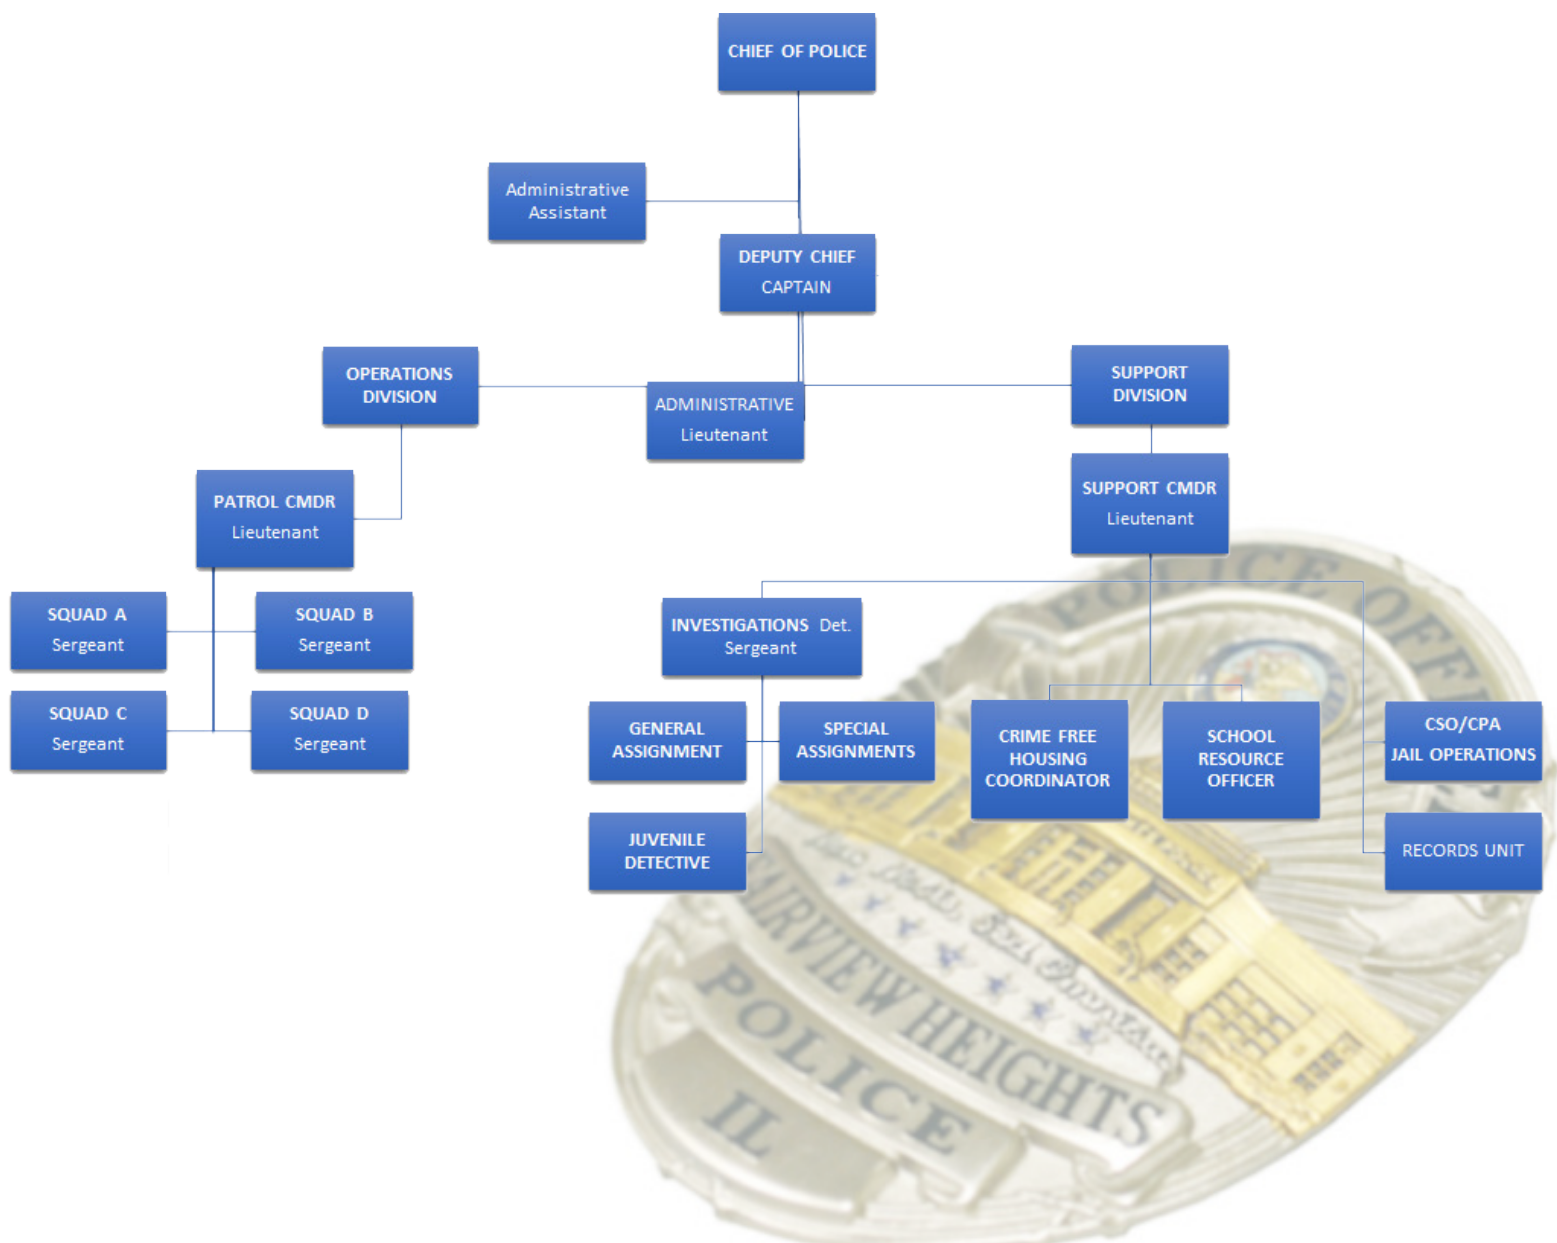 CHIEF OF POLICE
Administrative
Assistant
DEPUTY CHIEF
CAPTAIN
OPERATIONS
DIVISION
ADMINISTRATIVE
Lieutenant
SUPPORT
DIVISION
PATROL CMDR
Lieutenant
SUPPORT CMDR
Lieutenant
SQUAD A
Sergeant
SQUAD B
Sergeant
SQUAD C
Sergeant
SQUAD D
Sergeant
INVESTIGATIONS Det.
Sergeant
GENERAL
ASSIGNMENT
SPECIAL
ASSIGNMENTS
JUVENILE
DETECTIVE
CRIME FREE
HOUSING
COORDINATOR
SCHOOL
RESOURCE
OFFICER
CSO/CPA
JAIL OPERATIONS
RECORDS UNIT
POLICE
HEIGHTS
POLICE
IL